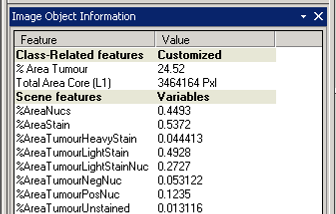 Image Object Information
Feature Value
Class-Related features Customized
% Area Tumour 24.52
Total Area Core (L1) 3464164 Pxl
Scene features Variables
%AreaNucs 0.4493
%AreaStain 0.5372
%AreaTumourHeavyStain 0.044413
%AreaTumourLightStain 0.4928
%AreaTumourLightStainNuc 0.2727
%AreaTumourNegNuc 0.053122
%AreaTumourPosNuc 0.1235
%AreaTumourUnstained 0.013116